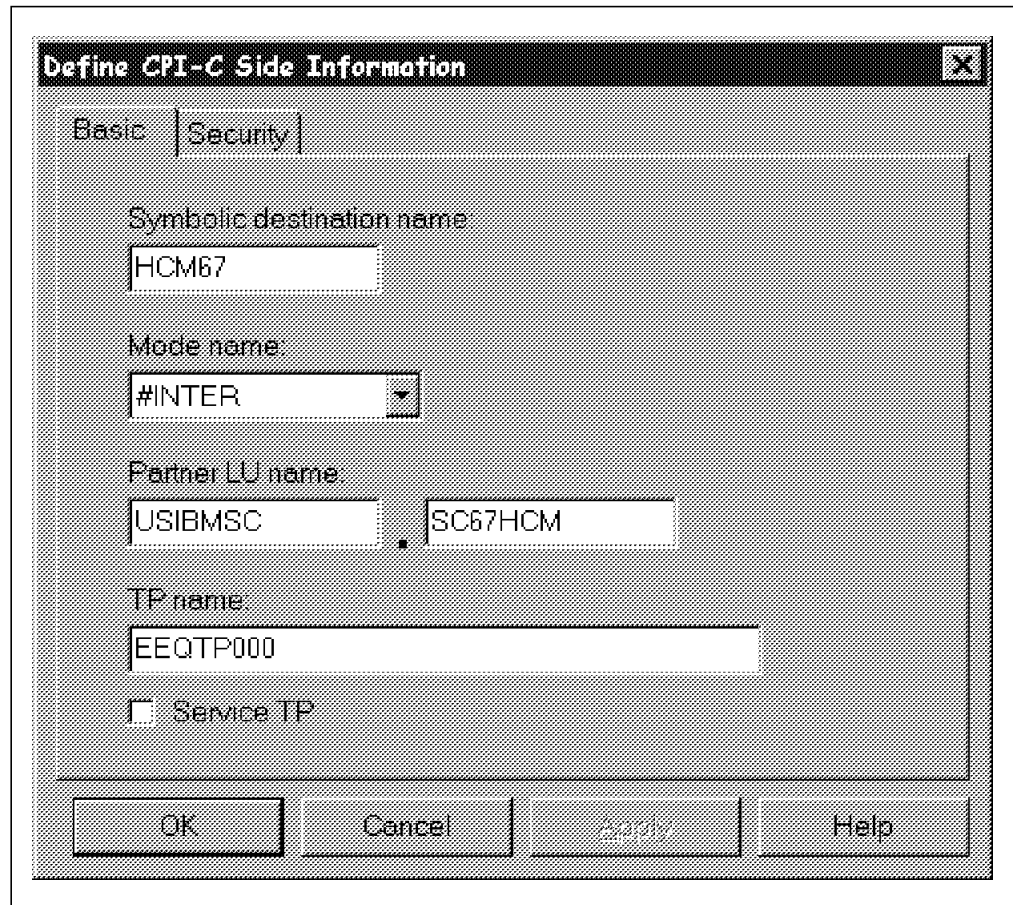 Define CPI-C Side Information
Basic
Security
Symbolic destination name
HCM67
Mode name:
#INTER
Partner LU name:
USIBMSC . SC67HCM
TP name:
EEQTP000
Service TP
OK Cancel Apply Help